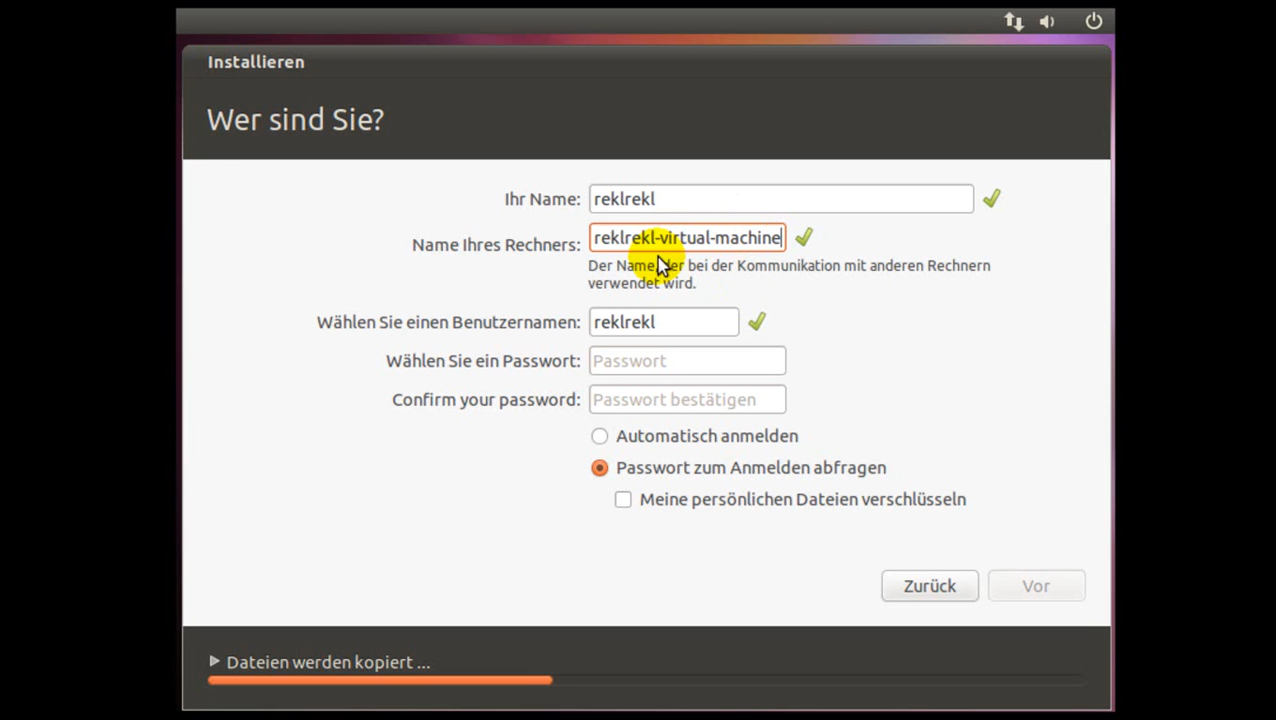 Installieren
Wer sind Sie?
Ihr Name: reklrekl
Name Ihres Rechners: reklrekl-virtual-machine
Der Name, der bei der Kommunikation mit anderen Rechnern
verwendet wird.
Wählen Sie einen Benutzernamen: reklrekl
Wählen Sie ein Passwort: Passwort
Confirm your password: Passwort bestätigen
Automatisch anmelden
Passwort zum Anmelden abfragen
Meine persönlichen Dateien verschlüsseln
Zurück Vor
Dateien werden kopiert ...